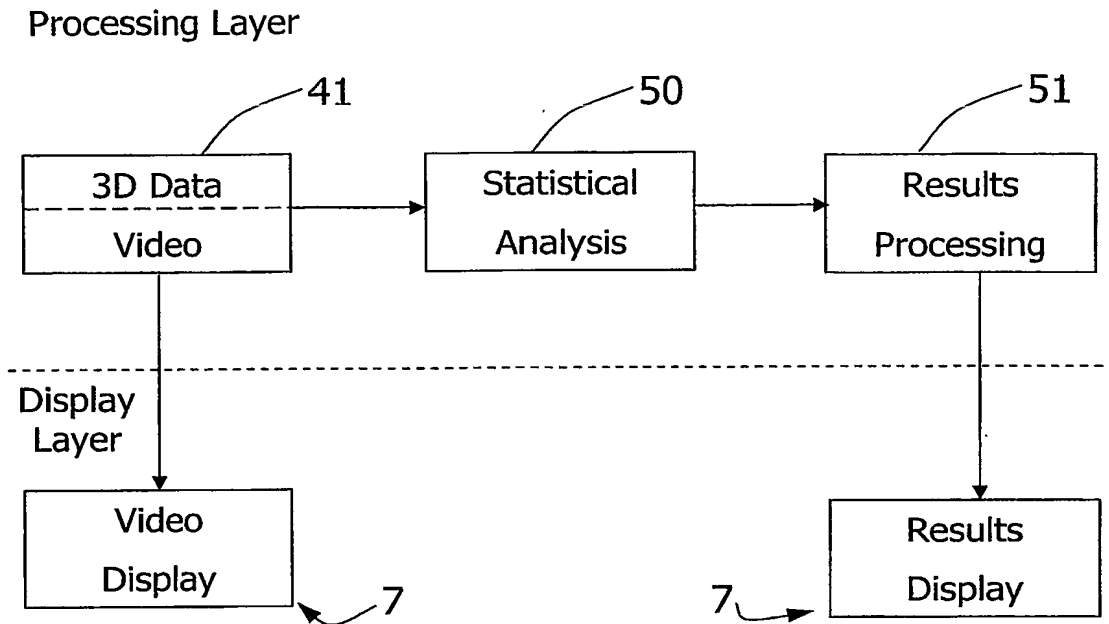 Processing Layer
41
50
51
3D Data
Video
Statistical
Analysis
Results
Processing
Display
Layer
Video
Display
7
7
Results
Display